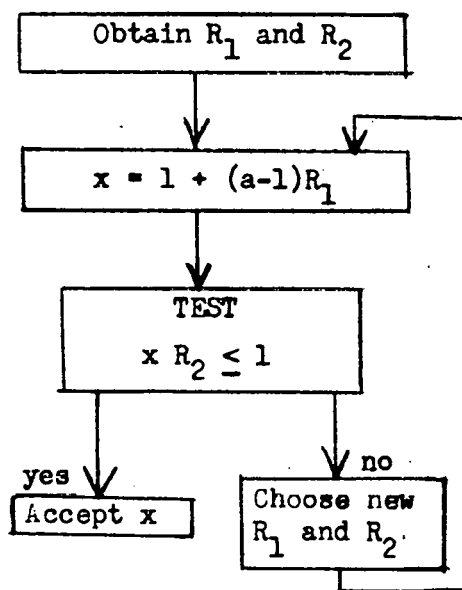 Obtain R₁ and R₂
x = 1 + (a-1)R₁
TEST
x R₂ ≤ 1
yes
no
Accept x
Choose new
R₁ and R₂